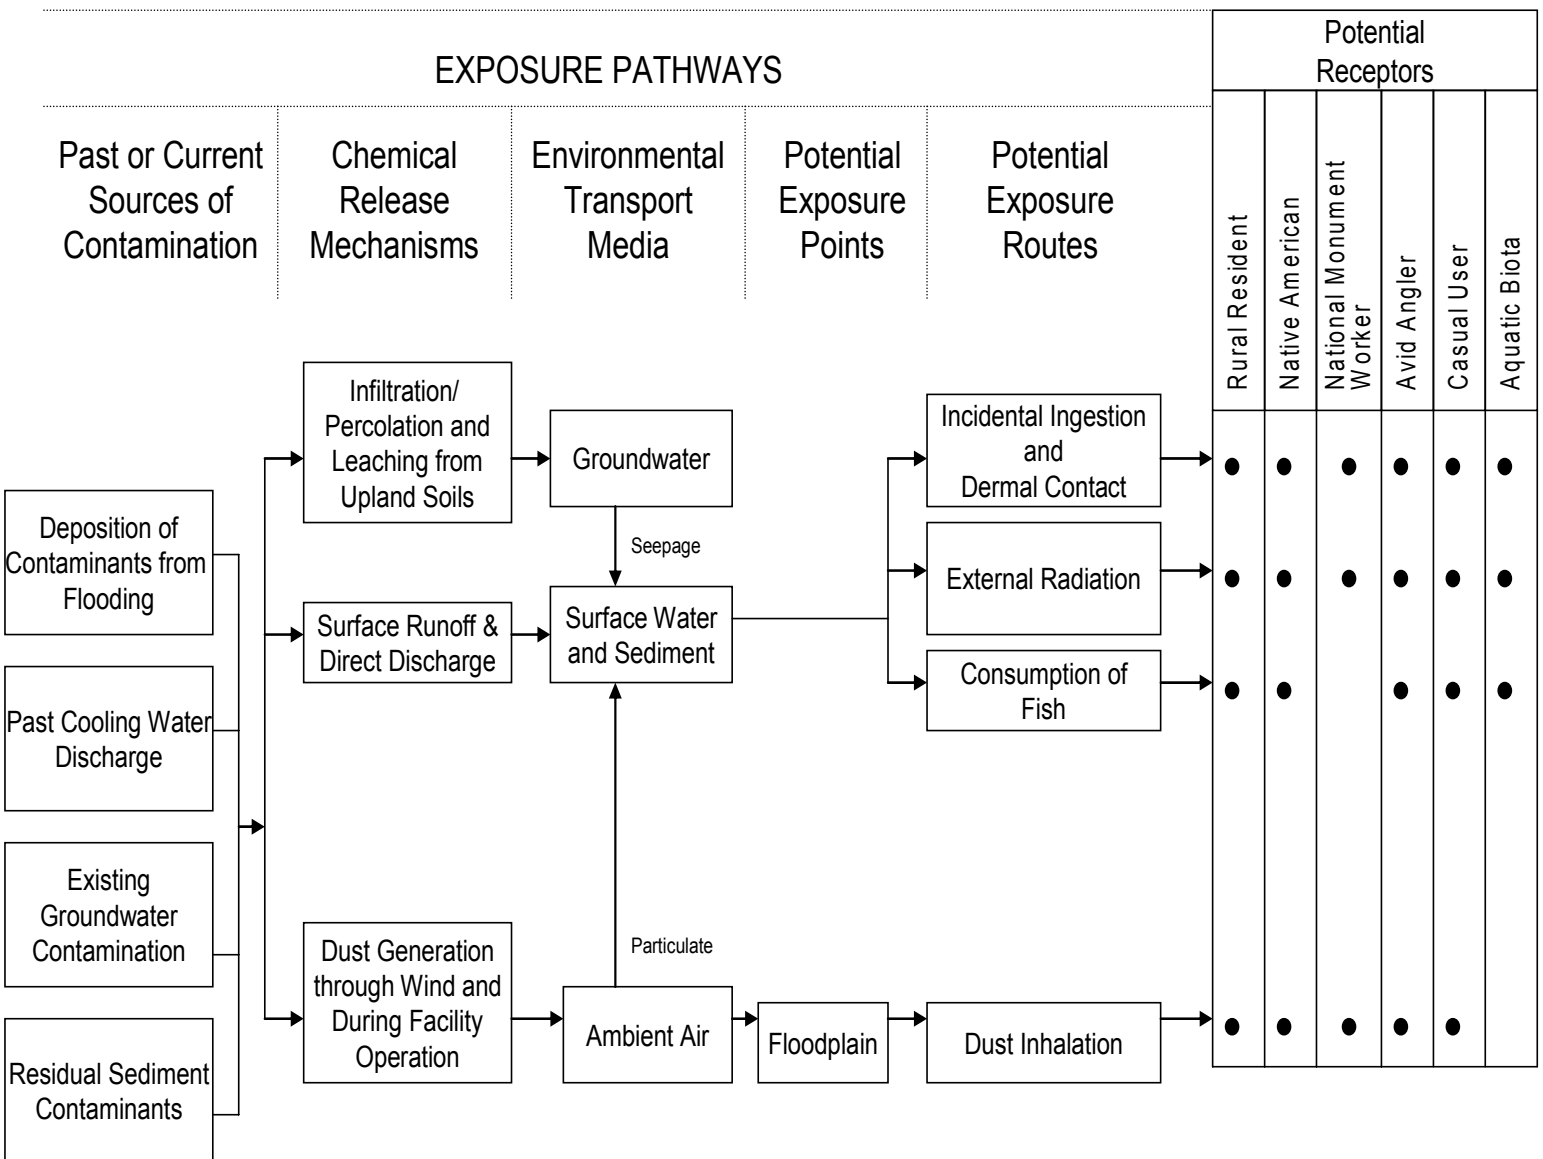 EXPOSURE PATHWAYS
Potential
Receptors
Past or Current
Sources of
Contamination
Chemical
Release
Mechanisms
Environmental
Transport
Media
Potential
Exposure
Points
Potential
Exposure
Routes
Rural Resident
Native American
National Monument
Worker
Avid Angler
Casual User
Aquatic Biota
Deposition of
Contaminants from
Flooding
Past Cooling Water
Discharge
Existing
Groundwater
Contamination
Residual Sediment
Contaminants
Infiltration/
Percolation and
Leaching from
Upland Soils
Surface Runoff &
Direct Discharge
Dust Generation
through Wind and
During Facility
Operation
Groundwater
Seepage
Surface Water
and Sediment
Particulate
Ambient Air
Floodplain
Incidental Ingestion
and
Dermal Contact
External Radiation
Consumption of
Fish
Dust Inhalation